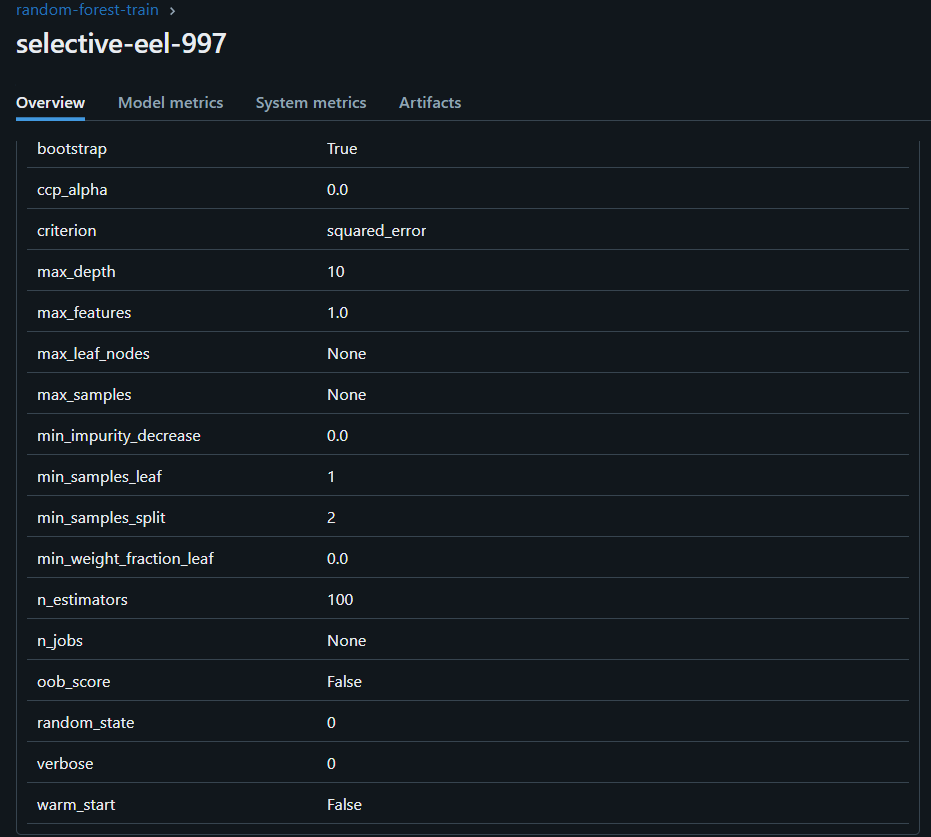 random-forest-train >
selective-eel-997
Overview Model metrics System metrics Artifacts
bootstrap True
ccp_alpha 0.0
criterion squared_error
max_depth 10
max_features 1.0
max_leaf_nodes None
max_samples None
min_impurity_decrease 0.0
min_samples_leaf 1
min_samples_split 2
min_weight_fraction_leaf 0.0
n_estimators 100
n_jobs None
oob_score False
random_state 0
verbose 0
warm_start False